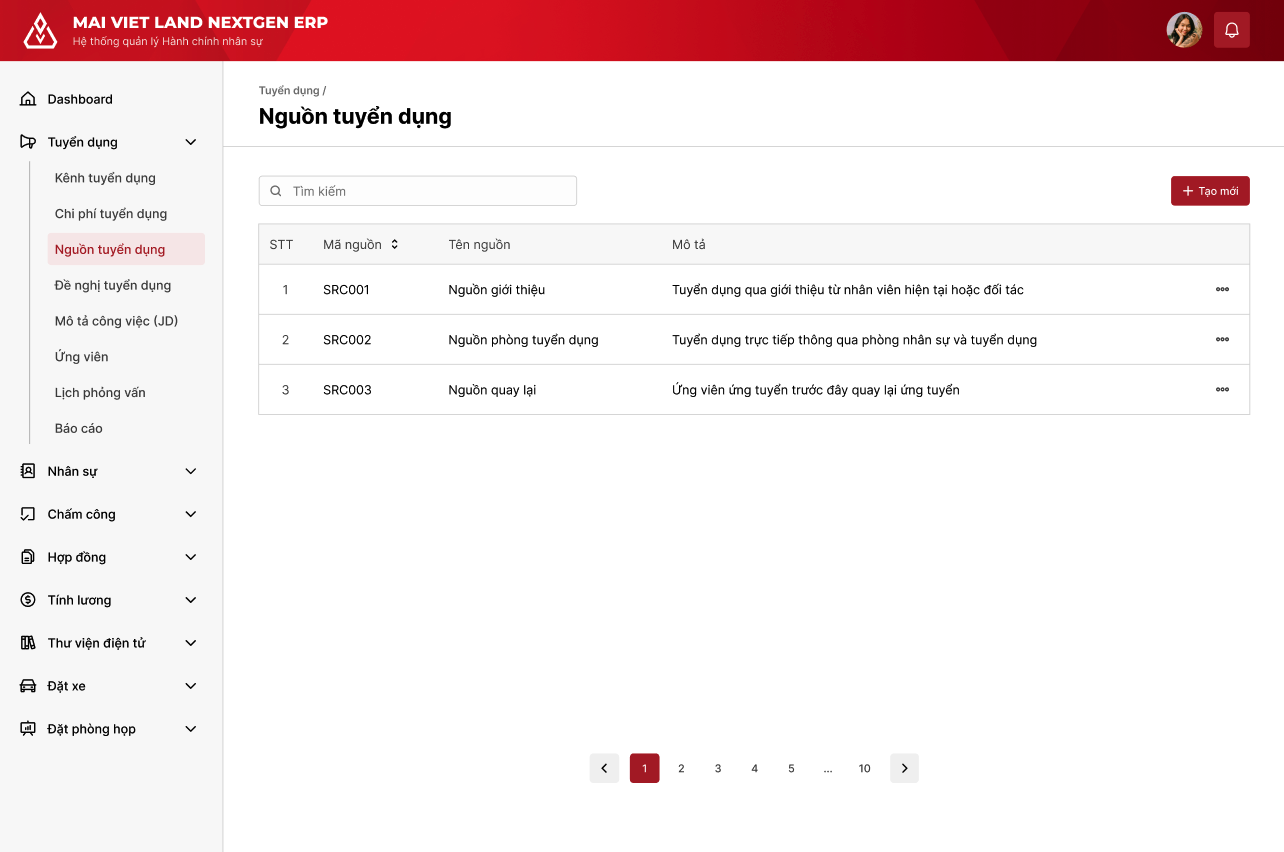 MAI VIET LAND NEXTGEN ERP
Hệ thống quản lý Hành chính nhân sự
Dashboard
Tuyển dụng
Kênh tuyển dụng
Chi phí tuyển dụng
Nguồn tuyển dụng
Đề nghị tuyển dụng
Mô tả công việc (JD)
Ứng viên
Lịch phỏng vấn
Báo cáo
Nhân sự
Chấm công
Hợp đồng
Tính lương
Thư viện điện tử
Đặt xe
Đặt phòng họp
Tuyển dụng /
Nguồn tuyển dụng
Tìm kiếm
Tạo mới
STT Mã nguồn Tên nguồn Mô tả
1 SRC001 Nguồn giới thiệu Tuyển dụng qua giới thiệu từ nhân viên hiện tại hoặc đối tác
2 SRC002 Nguồn phòng tuyển dụng Tuyển dụng trực tiếp thông qua phòng nhân sự và tuyển dụng
3 SRC003 Nguồn quay lại Ứng viên ứng tuyển trước đây quay lại ứng tuyển
1 2 3 4 5 ... 10